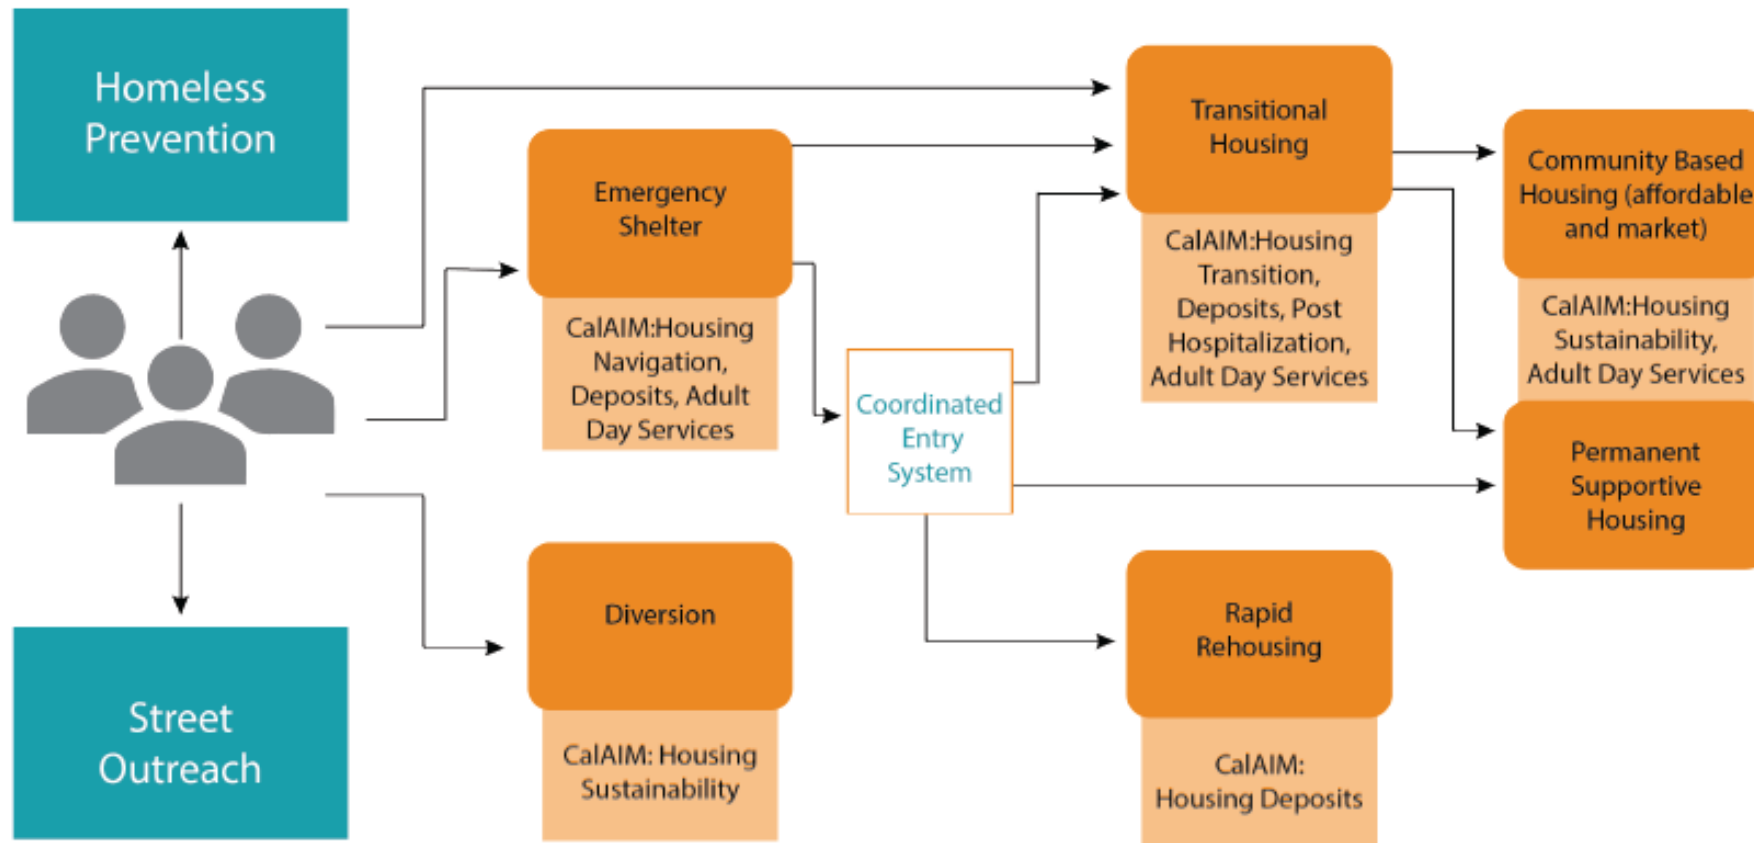 Homeless
Prevention
Street
Outreach
Emergency
Shelter
CalAIM:Housing
Navigation,
Deposits, Adult
Day Services
Diversion
CalAIM: Housing
Sustainability
Coordinated
Entry
System
Transitional
Housing
CalAIM:Housing
Transition,
Deposits, Post
Hospitalization,
Adult Day Services
Rapid
Rehousing
CalAIM:
Housing Deposits
Community Based
Housing (affordable
and market)
CalAIM:Housing
Sustainability,
Adult Day Services
Permanent
Supportive
Housing